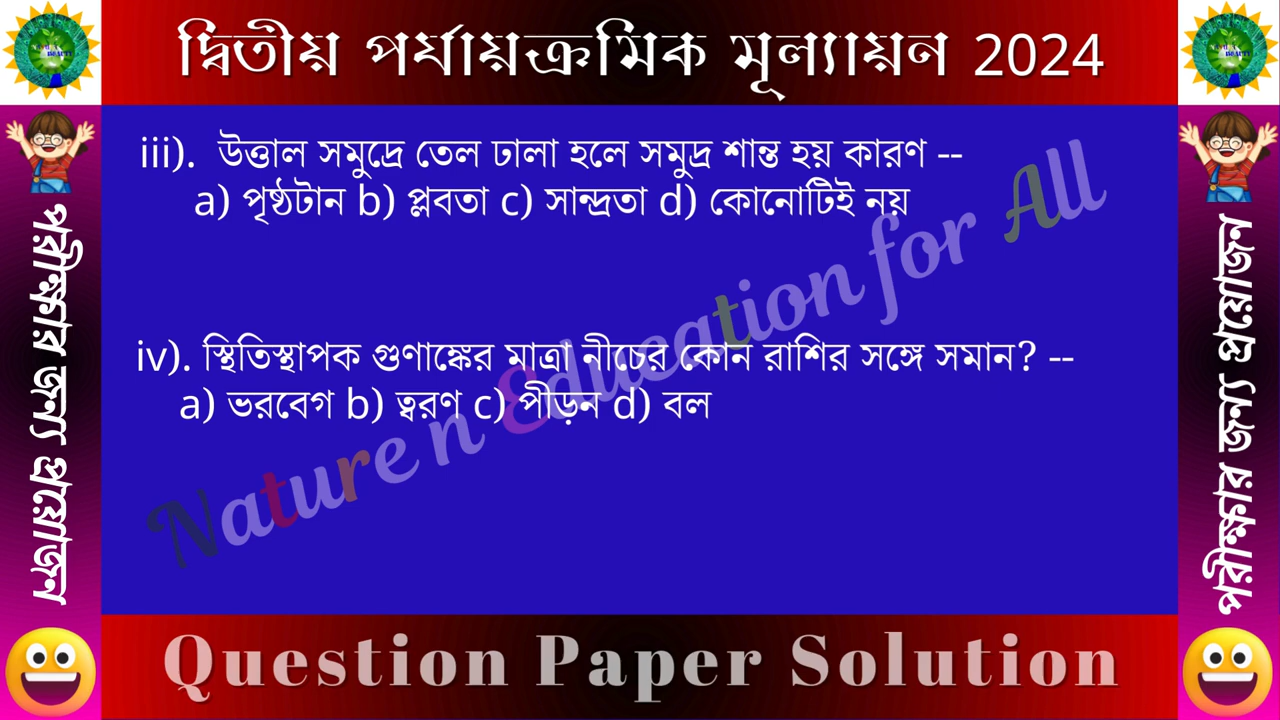 দ্বিতীয় পর্যায়ক্রমিক মূল্যায়ন 2024
iii). উত্তাল সমুদ্রে তেল ঢালা হলে সমুদ্র শান্ত হয় কারণ --
a) পৃষ্ঠটান b) প্লবতা c) সান্দ্রতা d) কোনোটিই নয়
iv). স্থিতিস্থাপক গুণাঙ্কের মাত্রা নীচের কোন রাশির সঙ্গে সমান? --
a) ভরবেগ b) ত্বরণ c) পীড়ন d) বল
Nature n Education for All
পরীক্ষার জন্য প্রয়োজন
পরীক্ষার জন্য প্রয়োজন
Question Paper Solution